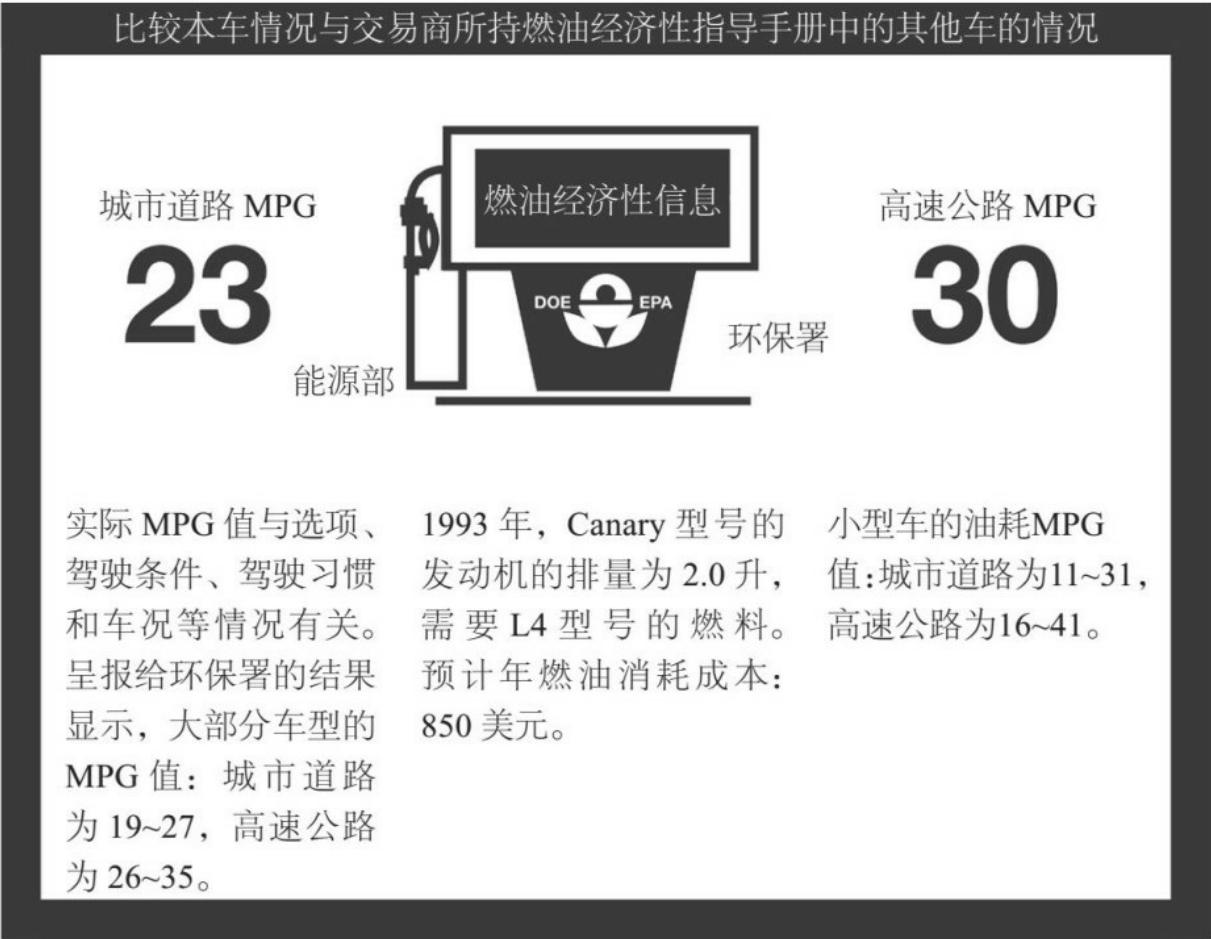 比较本车情况与交易商所持燃油经济性指导手册中的其他车的情况
城市道路 MPG
23
燃油经济性信息
DOE EPA
能源部
环保署
高速公路 MPG
30
实际 MPG 值与选项、
驾驶条件、驾驶习惯
和车况等情况有关。
呈报给环保署的结果
显示，大部分车型的
MPG 值：城市道路
为 19~27，高速公路
为 26~35。
1993 年，Canary 型号的
发动机的排量为 2.0 升，
需要 L4 型号的燃料。
预计年燃油消耗成本：
850 美元。
小型车的油耗MPG
值：城市道路为11~31，
高速公路为16~41。